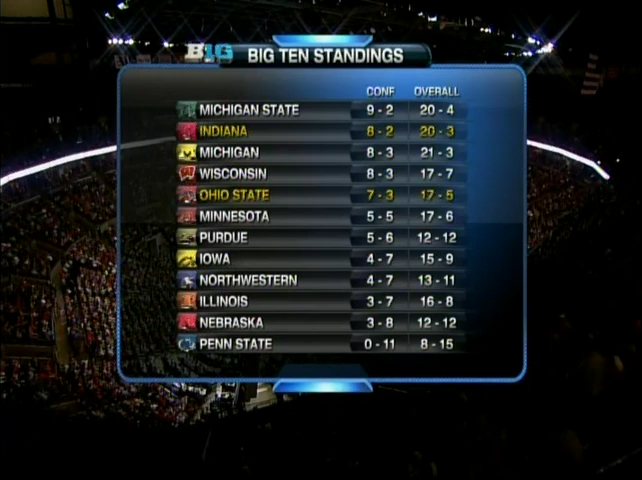 B1G BIG TEN STANDINGS
CONF OVERALL
MICHIGAN STATE 9 - 2 20 - 4
INDIANA 8 - 2 20 - 3
MICHIGAN 8 - 3 21 - 3
WISCONSIN 8 - 3 17 - 7
OHIO STATE 7 - 3 17 - 5
MINNESOTA 5 - 5 17 - 6
PURDUE 5 - 6 12 - 12
IOWA 4 - 7 15 - 9
NORTHWESTERN 4 - 7 13 - 11
ILLINOIS 3 - 7 16 - 8
NEBRASKA 3 - 8 12 - 12
PENN STATE 0 - 11 8 - 15